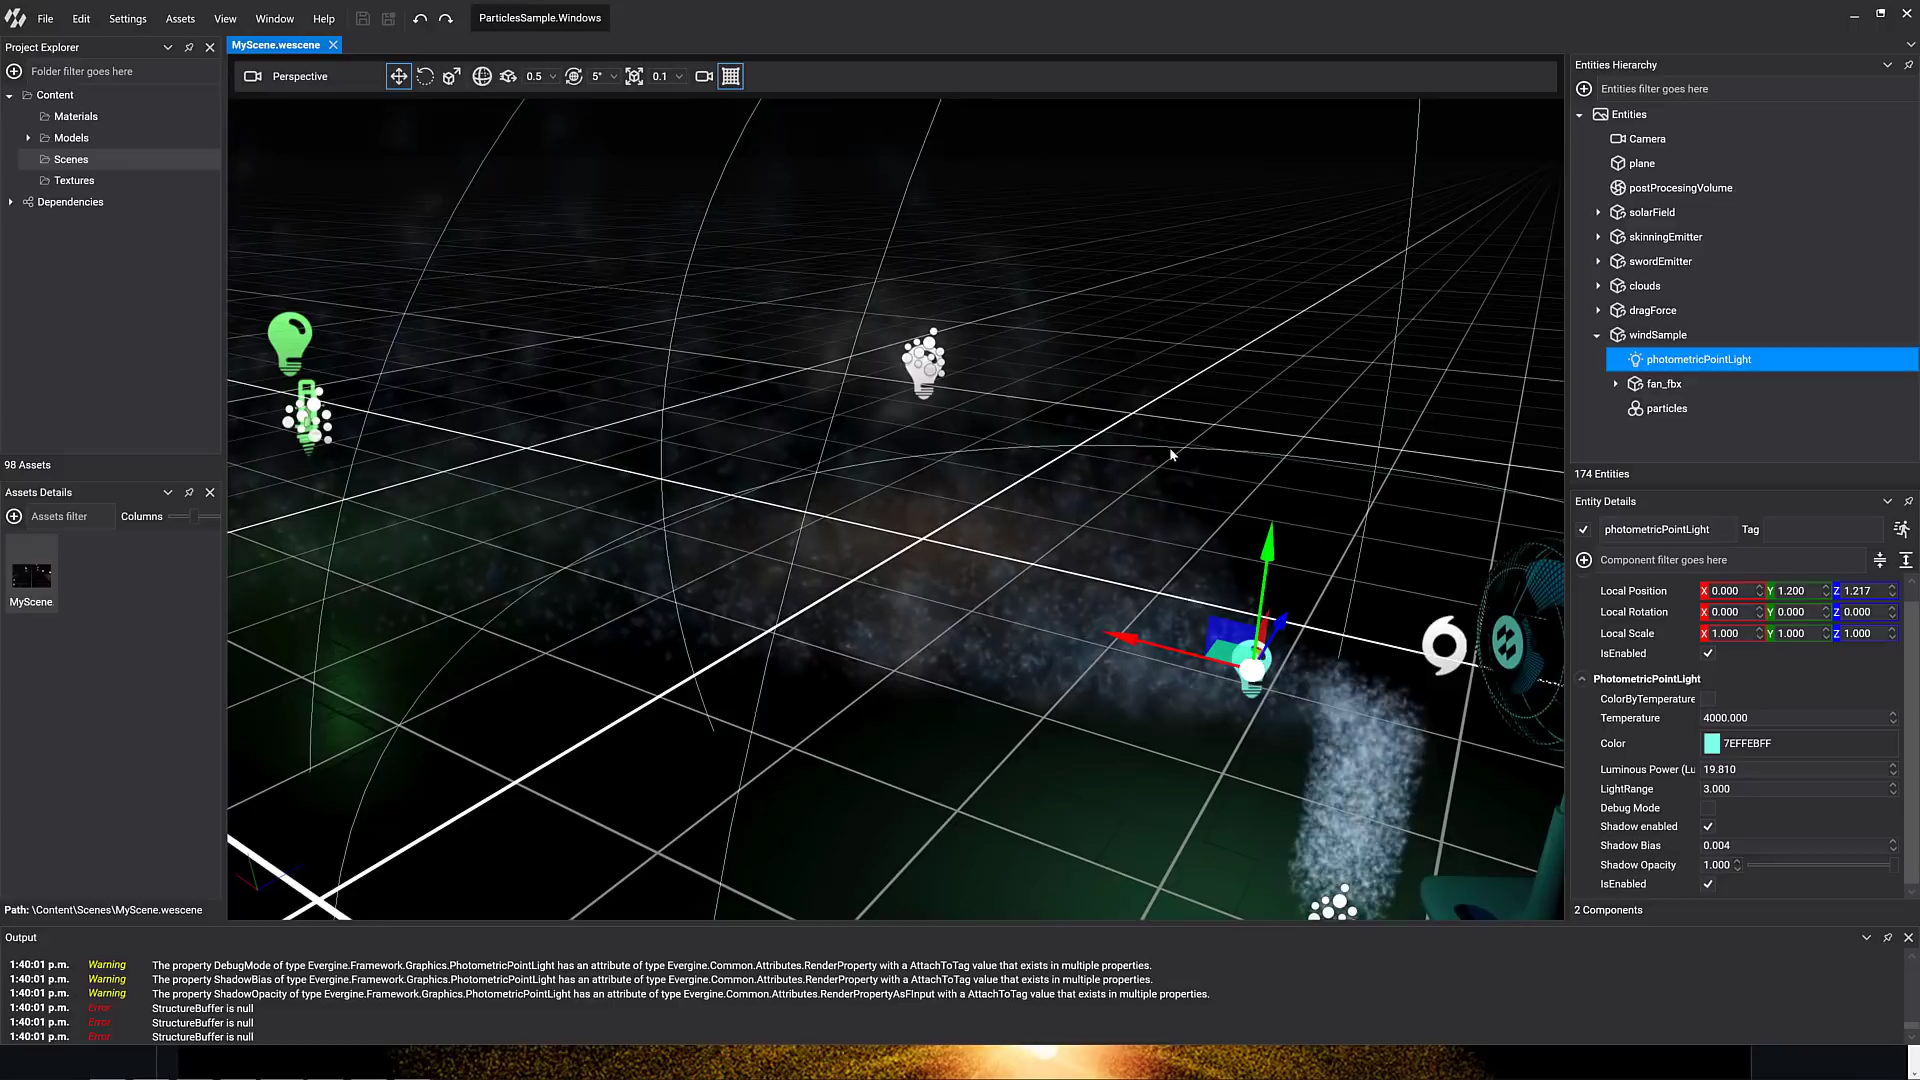 File Edit Settings Assets View Window Help ParticlesSample.Windows
Project Explorer
Folder filter goes here
Content
Materials
Models
Scenes
Textures
Dependencies
98 Assets
Assets Details
Assets filter Columns
MyScene
Path: \Content\Scenes\MyScene.wescene
MyScene.wescene
Perspective 0.5 5° 0.1
Entities Hierarchy
Entities filter goes here
Entities
Camera
plane
postProcesingVolume
solarField
skinningEmitter
swordEmitter
clouds
dragForce
windSample
photometricPointLight
fan_fbx
particles
174 Entities
Entity Details
photometricPointLight Tag
Component filter goes here
Local Position X 0.000 Y 1.200 Z 1.217
Local Rotation X 0.000 Y 0.000 Z 0.000
Local Scale X 1.000 Y 1.000 Z 1.000
IsEnabled
PhotometricPointLight
ColorByTemperature
Temperature 4000.000
Color 7EFFEBFF
Luminous Power (Lu 19.810
LightRange 3.000
Debug Mode
Shadow enabled
Shadow Bias 0.004
Shadow Opacity 1.000
IsEnabled
2 Components
Output
1:40:01 p.m. Warning The property DebugMode of type Evergine.Framework.Graphics.PhotometricPointLight has an attribute of type Evergine.Common.Attributes.RenderProperty with a AttachToTag value that exists in multiple properties.
1:40:01 p.m. Warning The property ShadowBias of type Evergine.Framework.Graphics.PhotometricPointLight has an attribute of type Evergine.Common.Attributes.RenderProperty with a AttachToTag value that exists in multiple properties.
1:40:01 p.m. Warning The property ShadowOpacity of type Evergine.Framework.Graphics.PhotometricPointLight has an attribute of type Evergine.Common.Attributes.RenderPropertyAsFInput with a AttachToTag value that exists in multiple properties.
1:40:01 p.m. Error StructureBuffer is null
1:40:01 p.m. Error StructureBuffer is null
1:40:01 p.m. Error StructureBuffer is null